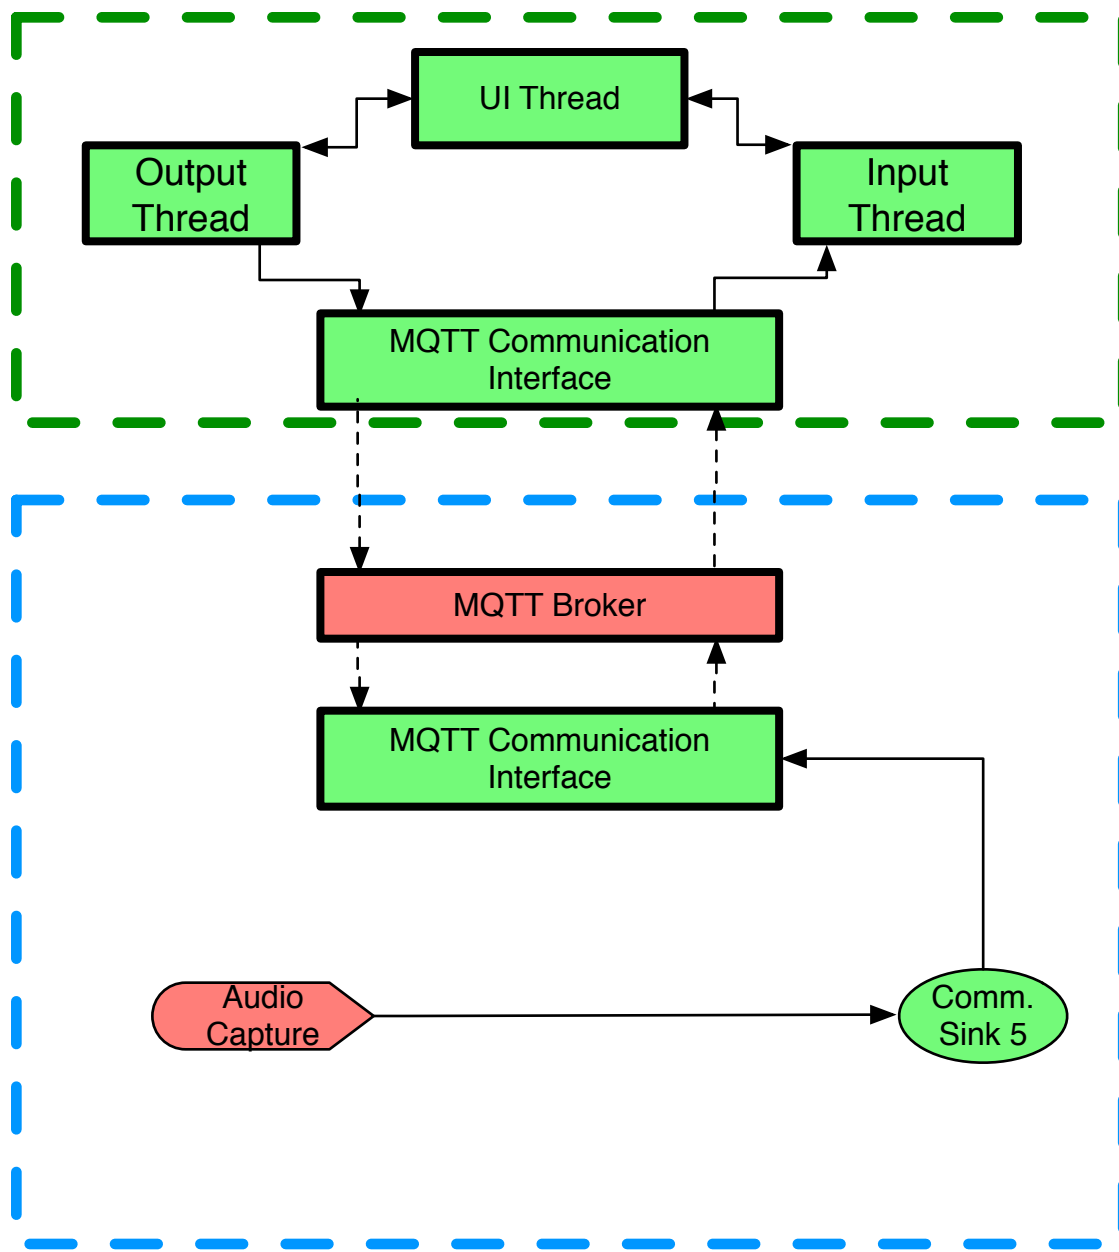 UI Thread
Output
Thread
Input
Thread
MQTT Communication
Interface
MQTT Broker
MQTT Communication
Interface
Audio
Capture
Comm.
Sink 5